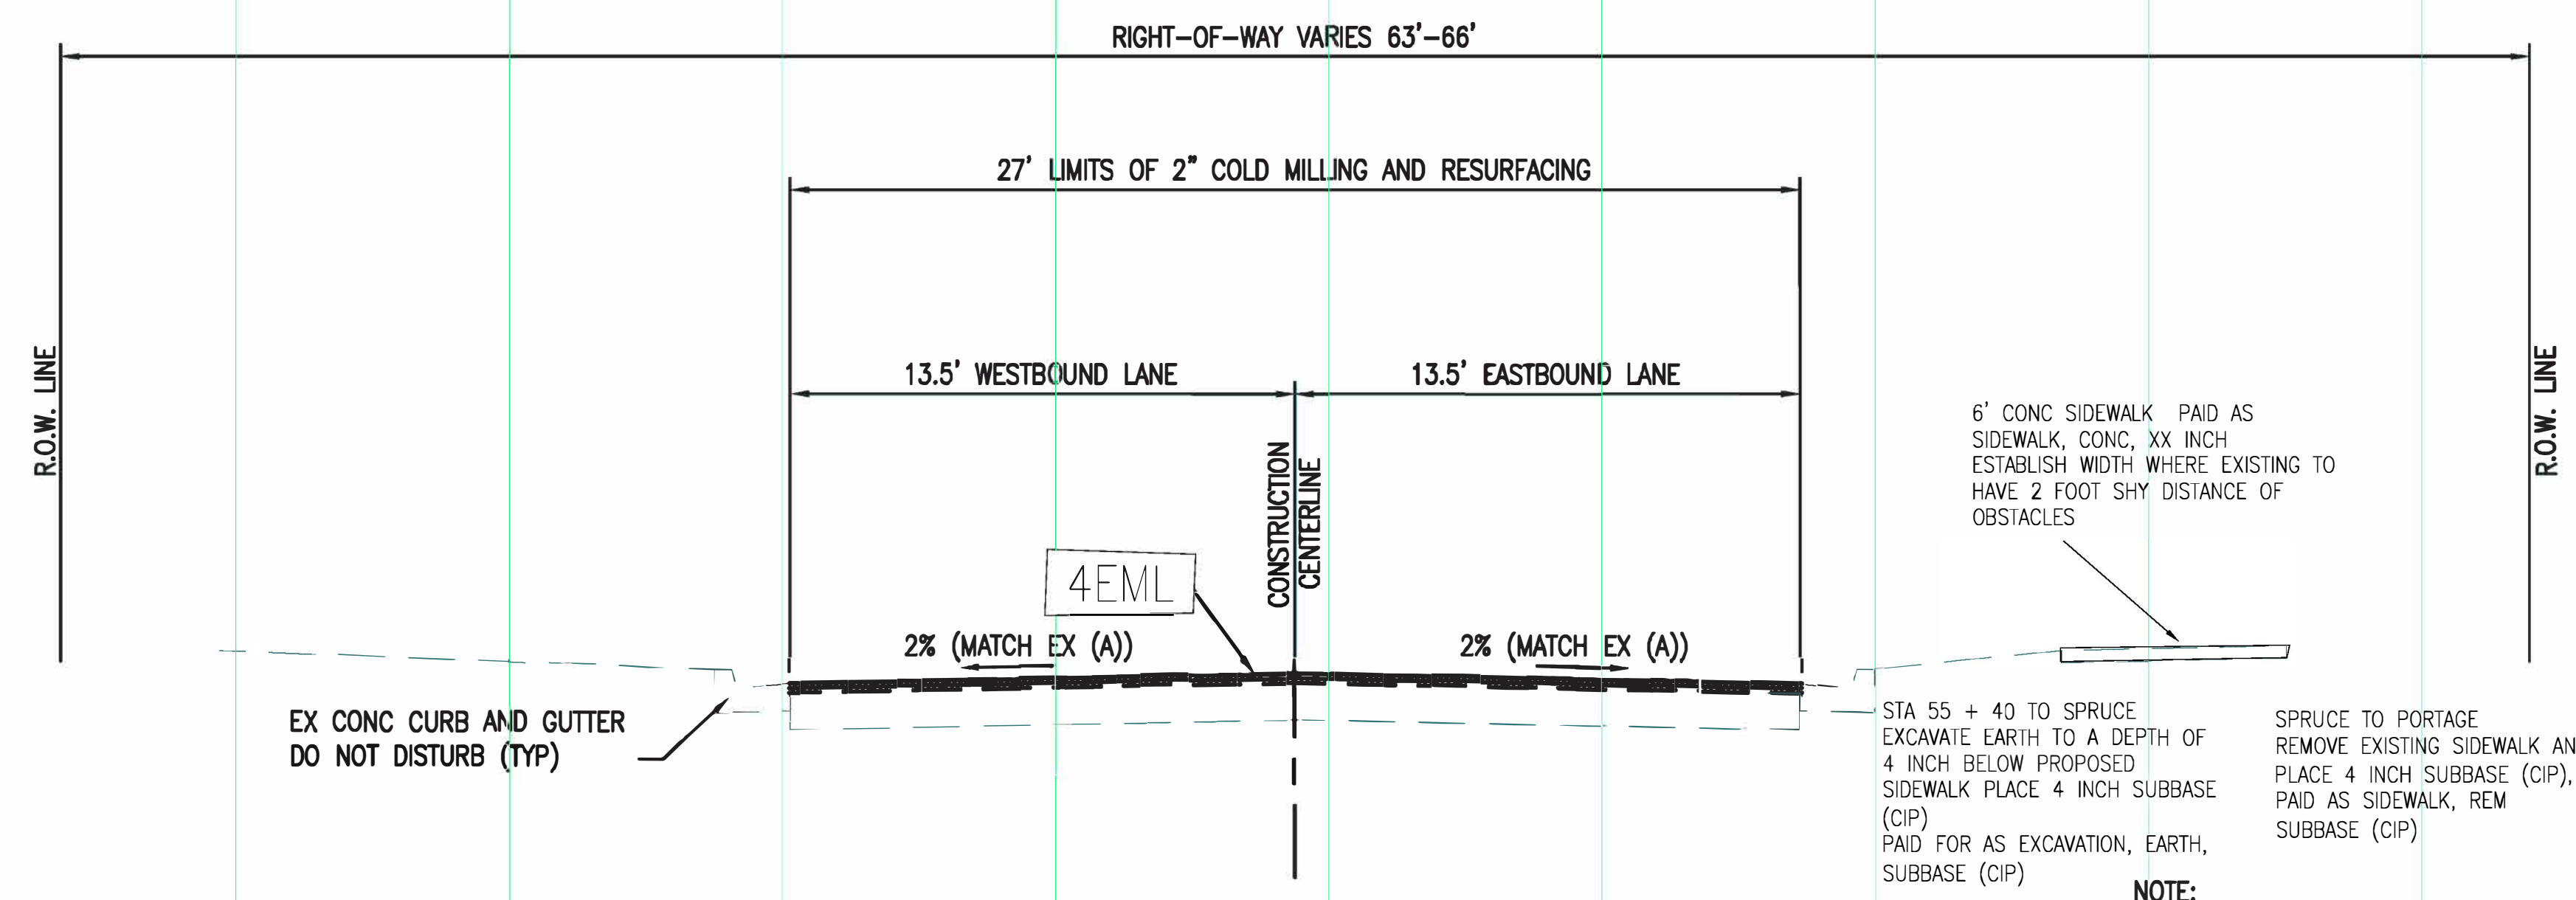 RIGHT-OF-WAY VARIES 63'-66'
27' LIMITS OF 2" COLD MILLING AND RESURFACING
R.O.W. LINE
13.5' WESTBOUND LANE
13.5' EASTBOUND LANE
R.O.W. LINE
6' CONC SIDEWALK PAID AS
SIDEWALK, CONC, XX INCH
ESTABLISH WIDTH WHERE EXISTING TO
HAVE 2 FOOT SHY DISTANCE OF
OBSTACLES
CONSTRUCTION
CENTERLINE
4EML
2% (MATCH EX (A))
2% (MATCH EX (A))
EX CONC CURB AND GUTTER
DO NOT DISTURB (TYP)
STA 55 + 40 TO SPRUCE
EXCAVATE EARTH TO A DEPTH OF
4 INCH BELOW PROPOSED
SIDEWALK PLACE 4 INCH SUBBASE
(CIP)
PAID FOR AS EXCAVATION, EARTH,
SUBBASE (CIP)
SPRUCE TO PORTAGE
REMOVE EXISTING SIDEWALK AN
PLACE 4 INCH SUBBASE (CIP),
PAID AS SIDEWALK, REM
SUBBASE (CIP)
NOTE: